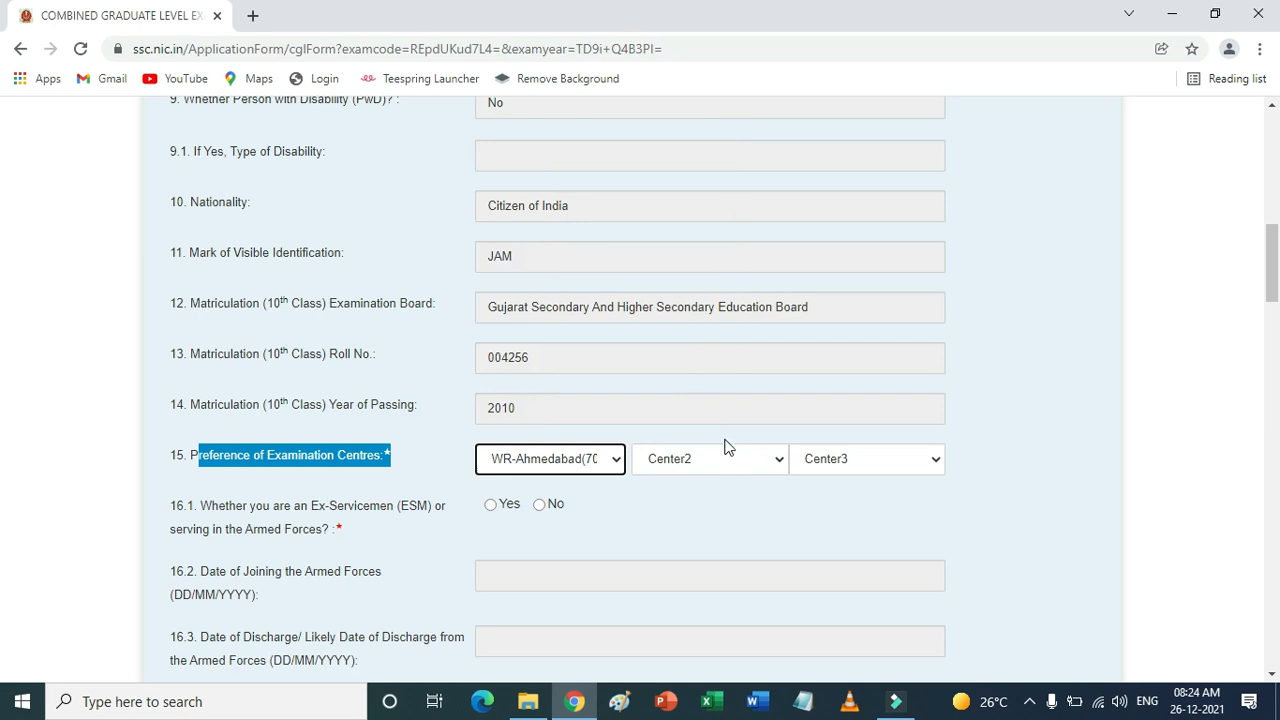 COMBINED GRADUATE LEVEL EX
ssc.nic.in/ApplicationForm/cglForm?examcode=REpdUKud7L4=&examyear=TD9i+Q4B3PI=
Apps Gmail YouTube Maps Login Teespring Launcher Remove Background Reading list
9. Whether Person with Disability (PwD)? : No
9.1. If Yes, Type of Disability:
10. Nationality: Citizen of India
11. Mark of Visible Identification: JAM
12. Matriculation (10th Class) Examination Board: Gujarat Secondary And Higher Secondary Education Board
13. Matriculation (10th Class) Roll No.: 004256
14. Matriculation (10th Class) Year of Passing: 2010
15. Preference of Examination Centres:* WR-Ahmedabad(70 Center2 Center3
16.1. Whether you are an Ex-Servicemen (ESM) or Yes No
serving in the Armed Forces? :*
16.2. Date of Joining the Armed Forces
(DD/MM/YYYY):
16.3. Date of Discharge/ Likely Date of Discharge from
the Armed Forces (DD/MM/YYYY):
Type here to search 26°C ENG 08:24 AM
26-12-2021